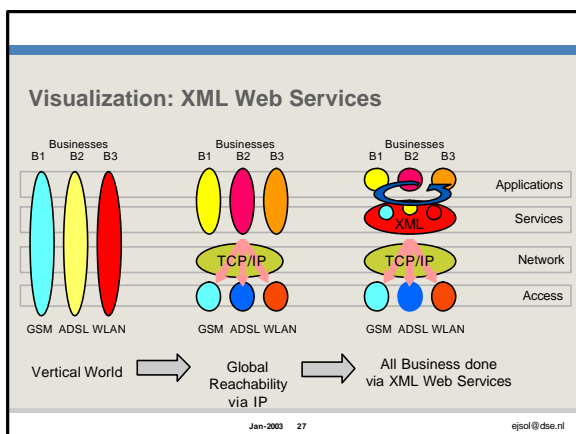 Visualization: XML Web Services
Businesses Businesses Businesses
B1 B2 B3 B1 B2 B3 B1 B2 B3
Applications
Services
XML
Network
TCP/IP TCP/IP
Access
GSM ADSL WLAN GSM ADSL WLAN GSM ADSL WLAN
Vertical World
Global
Reachability
via IP
All Business done
via XML Web Services
Jan-2003 27 ejsol@dse.nl